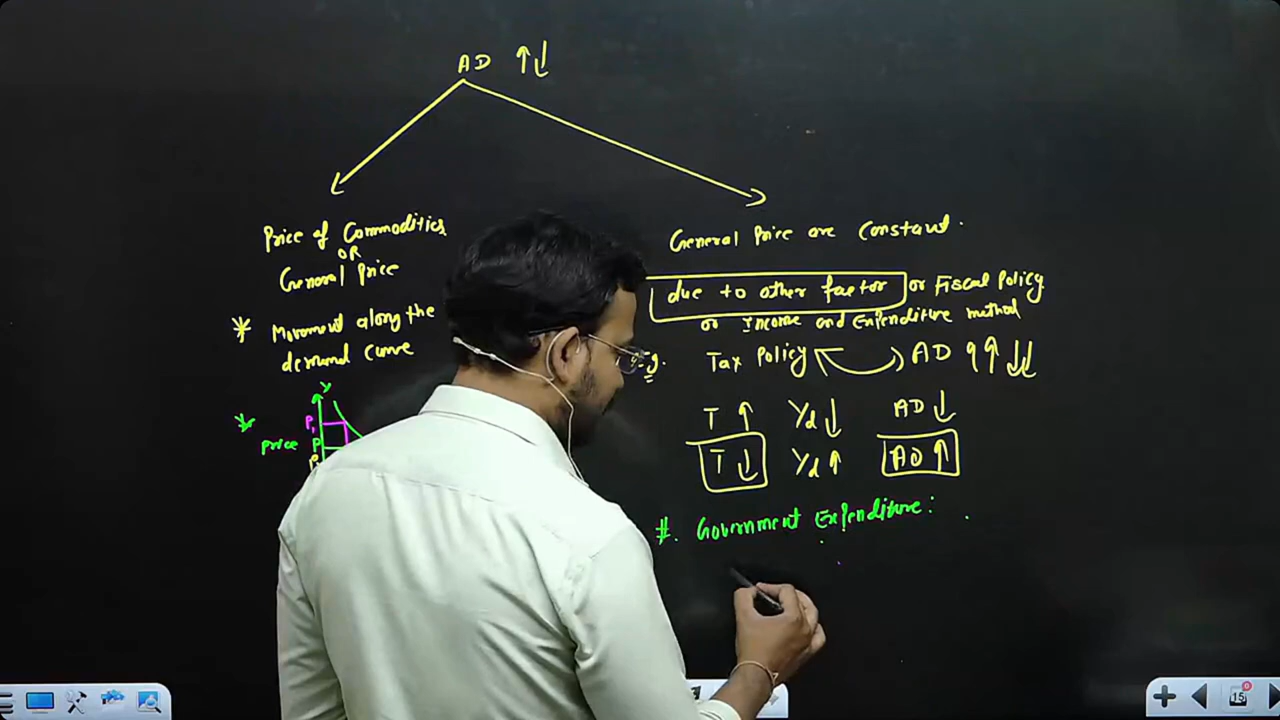 AD ↑↓
Price of Commodities
OR
General Price
* Movement along the
demand curve
*
Price
Y
P₁
P
General Price are Constant.
due to other factor or Fiscal Policy
or Income and Expenditure method
Tax Policy AD ↑↑ ↓↓
T ↑ Yd ↓ AD ↓
T ↓ Yd ↑ AD ↑
#. Government Expenditure:
15